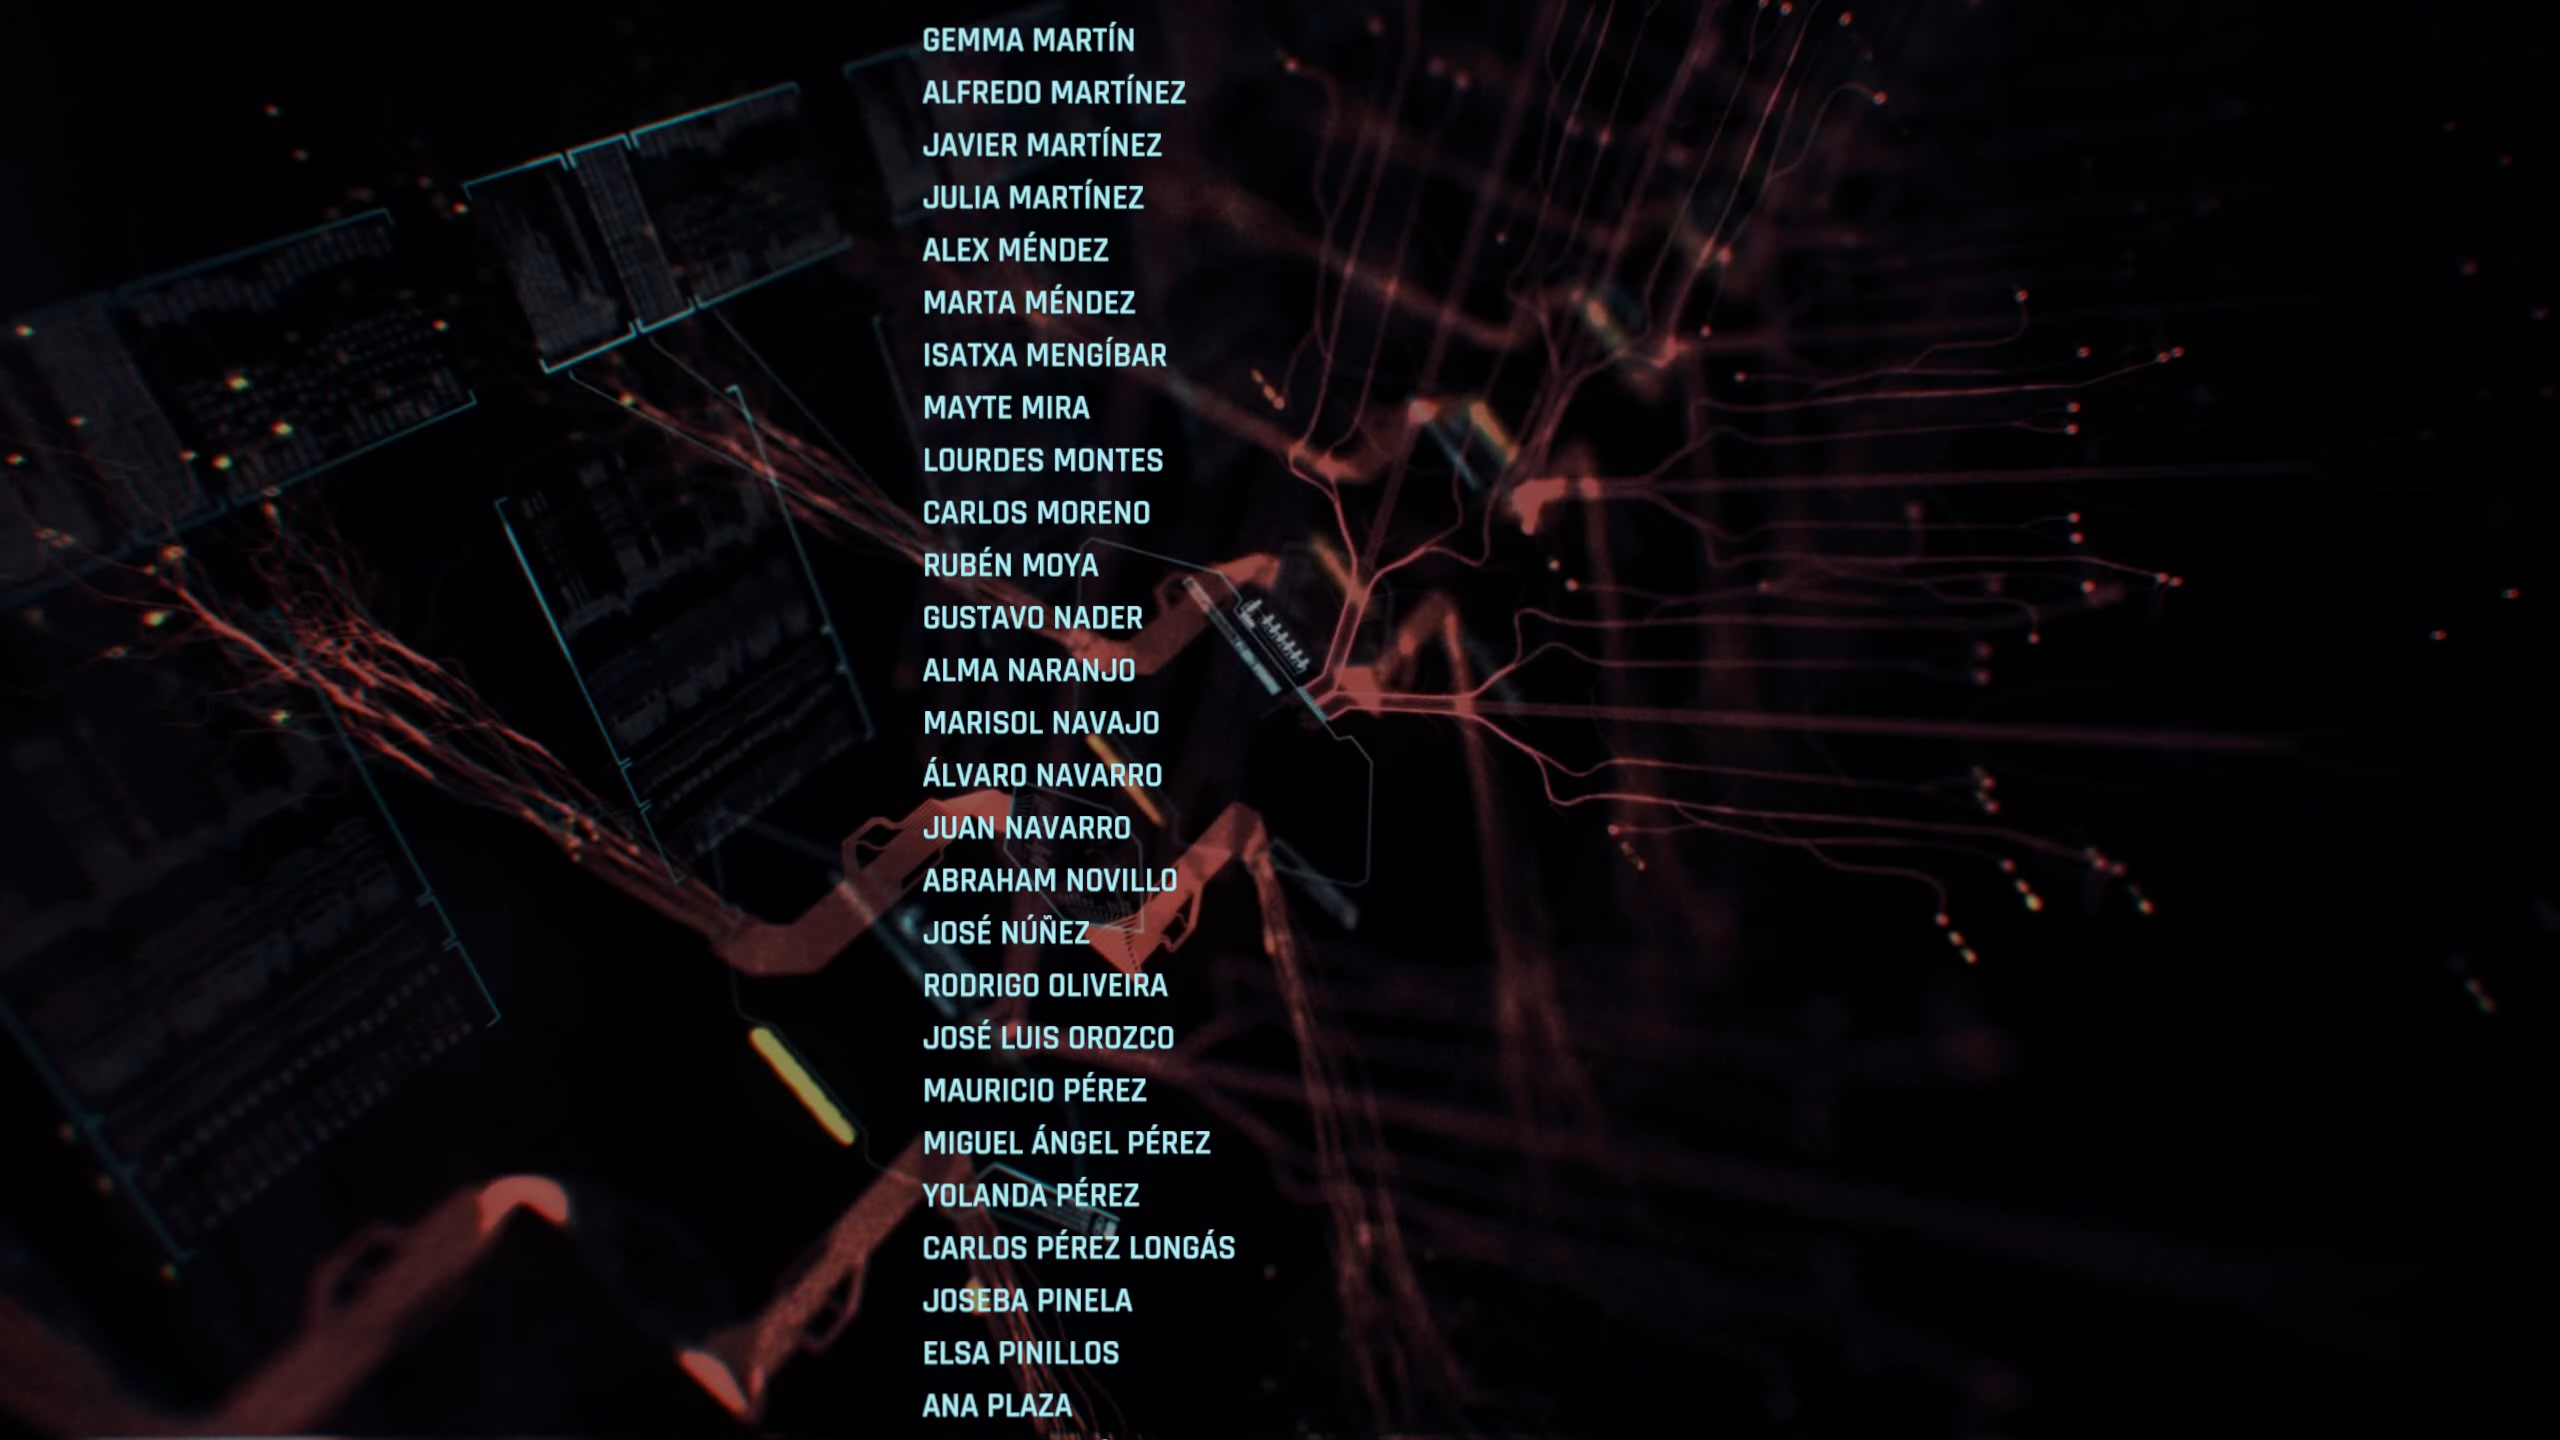 GEMMA MARTÍN
ALFREDO MARTÍNEZ
JAVIER MARTÍNEZ
JULIA MARTÍNEZ
ALEX MÉNDEZ
MARTA MÉNDEZ
ISATXA MENGÍBAR
MAYTE MIRA
LOURDES MONTES
CARLOS MORENO
RUBÉN MOYA
GUSTAVO NADER
ALMA NARANJO
MARISOL NAVAJO
ÁLVARO NAVARRO
JUAN NAVARRO
ABRAHAM NOVILLO
JOSÉ NÚÑEZ
RODRIGO OLIVEIRA
JOSÉ LUIS OROZCO
MAURICIO PÉREZ
MIGUEL ÁNGEL PÉREZ
YOLANDA PÉREZ
CARLOS PÉREZ LONGÁS
JOSEBA PINELA
ELSA PINILLOS
ANA PLAZA